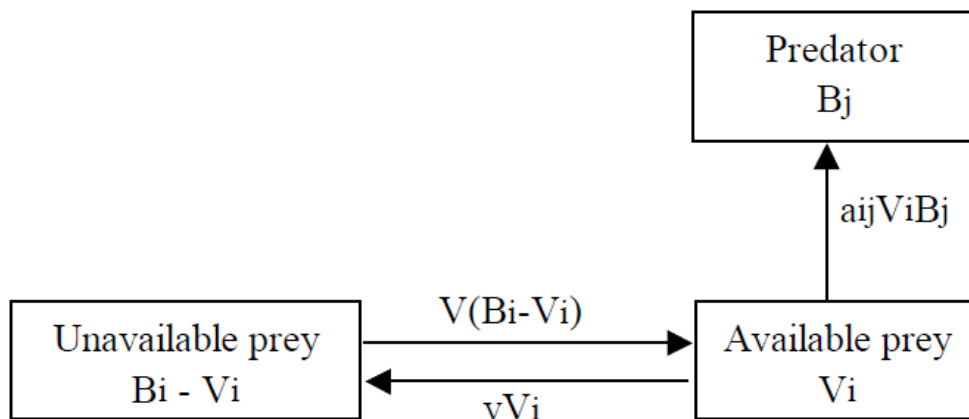 Predator
Bj
aijViBj
V(Bi-Vi)
Unavailable prey
Bi - Vi
Available prey
Vi
vVi